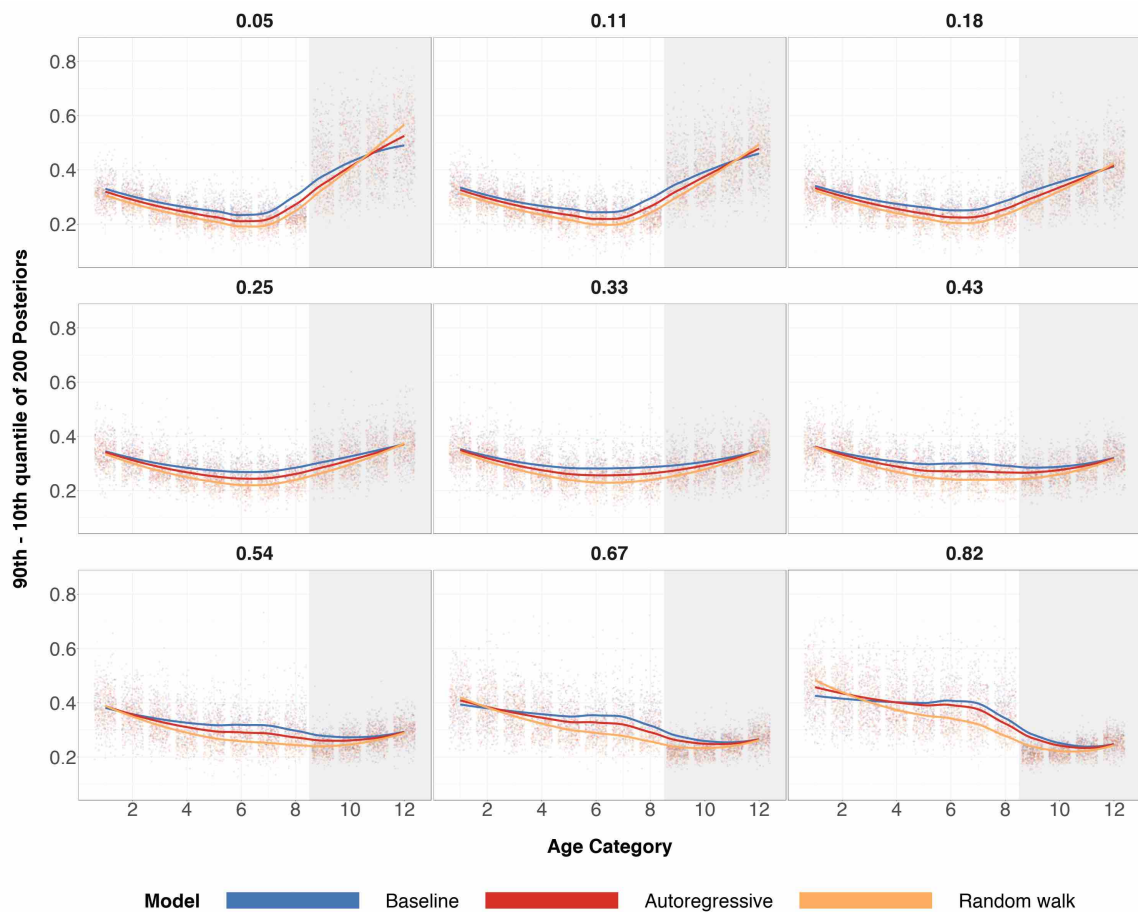 0.05 0.11 0.18
0.8
0.6
0.4
0.2
0.25 0.33 0.43
0.8
0.6
0.4
0.2
0.54 0.67 0.82
0.8
0.6
0.4
0.2
2 4 6 8 10 12 2 4 6 8 10 12 2 4 6 8 10 12
90th - 10th quantile of 200 Posteriors
Age Category
Model Baseline Autoregressive Random walk